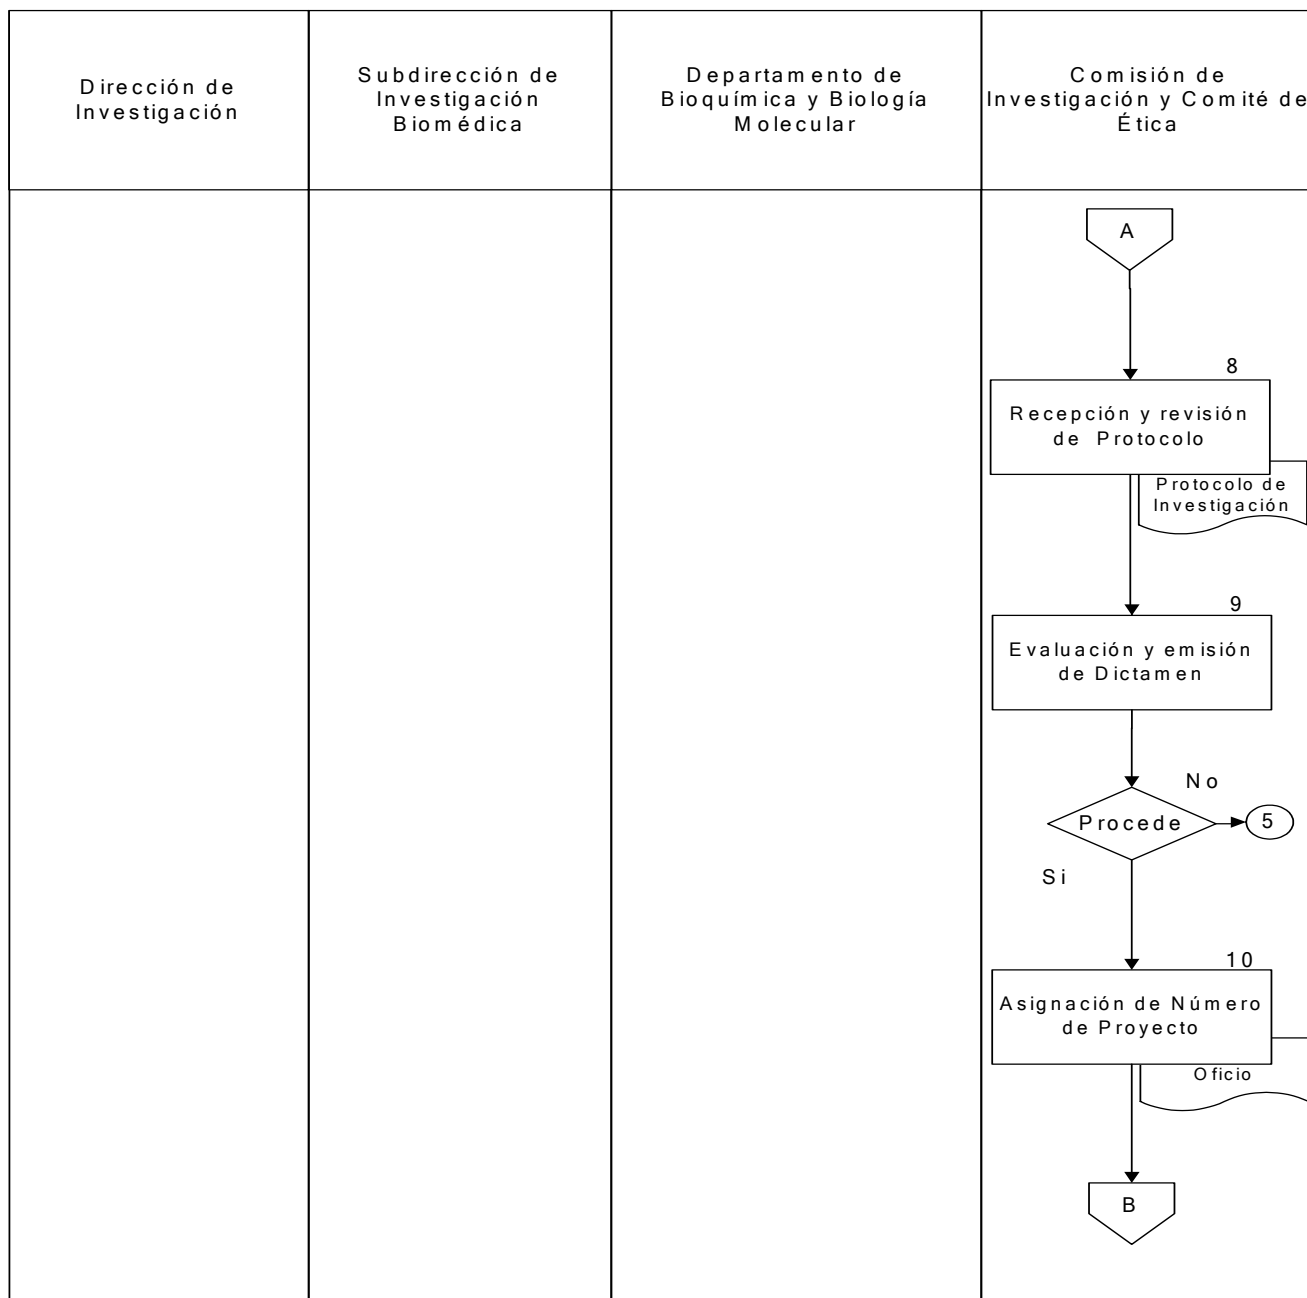 Dirección de
Investigación
Subdirección de
Investigación
Biomédica
Departamento de
Bioquímica y Biología
Molecular
Comisión de
Investigación y Comité de
Ética
A
8
Recepción y revisión
de Protocolo
Protocolo de
Investigación
9
Evaluación y emisión
de Dictamen
No
Procede
5
Si
10
Asignación de Número
de Proyecto
Oficio
B